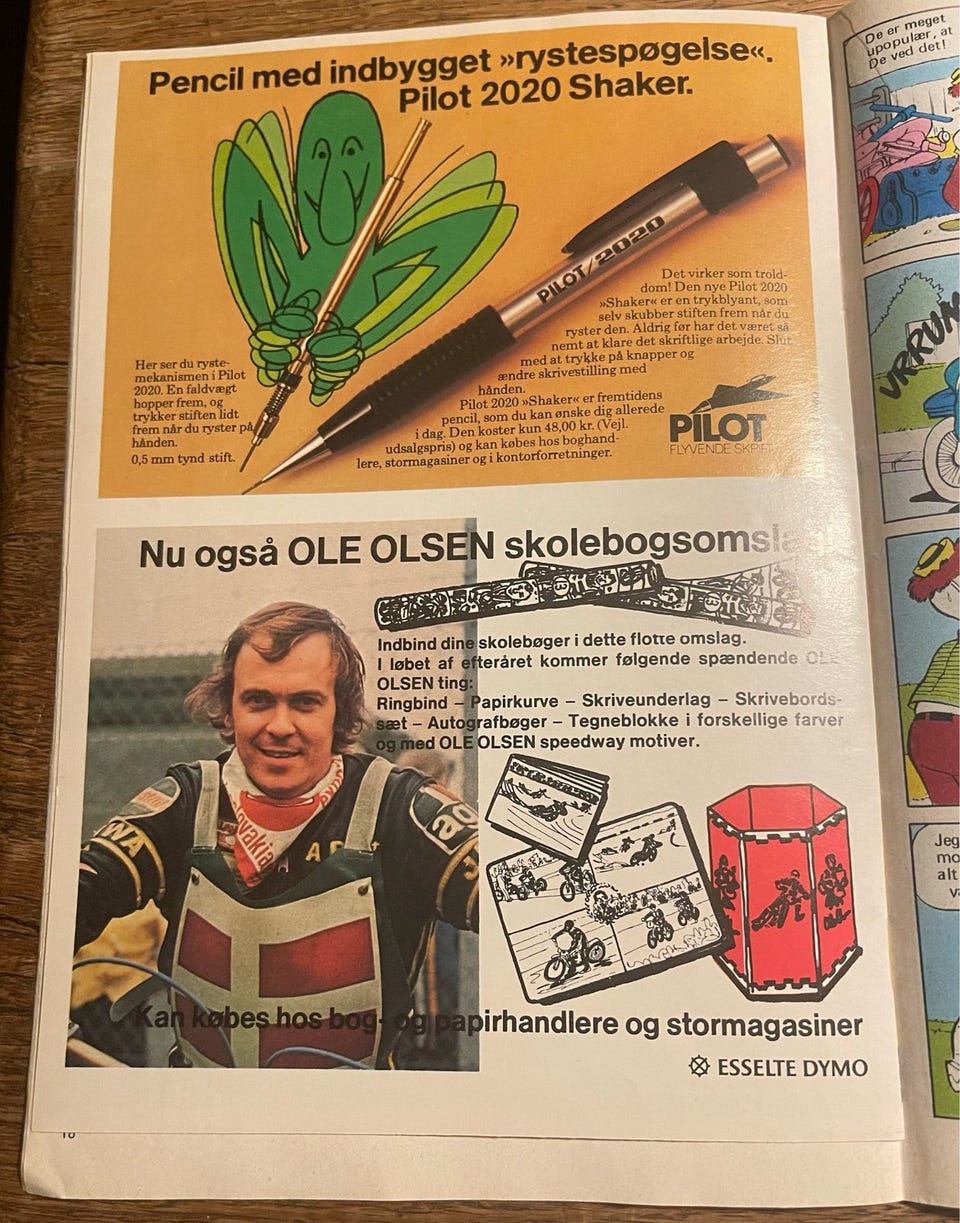 Pencil med indbygget »rystespøgelse«.
Pilot 2020 Shaker.
PILOT/2020
Det virker som trold-
dom! Den nye Pilot 2020
»Shaker« er en trykblyant, som
selv skubber stiften frem når du
ryster den. Aldrig før har det været så
nemt at klare det skriftlige arbejde. Slut
med at trykke på knapper og
ændre skrivestilling med
hånden.
Pilot 2020 »Shaker« er fremtidens
pencil, som du kan ønske dig allerede
i dag. Den koster kun 48,00 kr. (Vejl.
udsalgspris) og kan købes hos boghand-
lere, stormagasiner og i kontorforretninger.
Her ser du ryste-
mekanismen i Pilot
2020. En faldvægt
hopper frem, og
trykker stiften lidt
frem når du ryster på
hånden.
0,5 mm tynd stift.
PILOT
FLYVENDE SKRIFT
Nu også OLE OLSEN skolebogsomsla
Indbind dine skolebøger i dette flotte omslag.
I løbet af efteråret kommer følgende spændende OLE
OLSEN ting:
Ringbind – Papirkurve – Skriveunderlag – Skrivebords-
sæt – Autografbøger – Tegneblokke i forskellige farver
og med OLE OLSEN speedway motiver.
Kan købes hos bog- og papirhandlere og stormagasiner
ESSELTE DYMO
De er meget
upopulær, at
De ved det!
VRRUM
Jeg
mo
alt